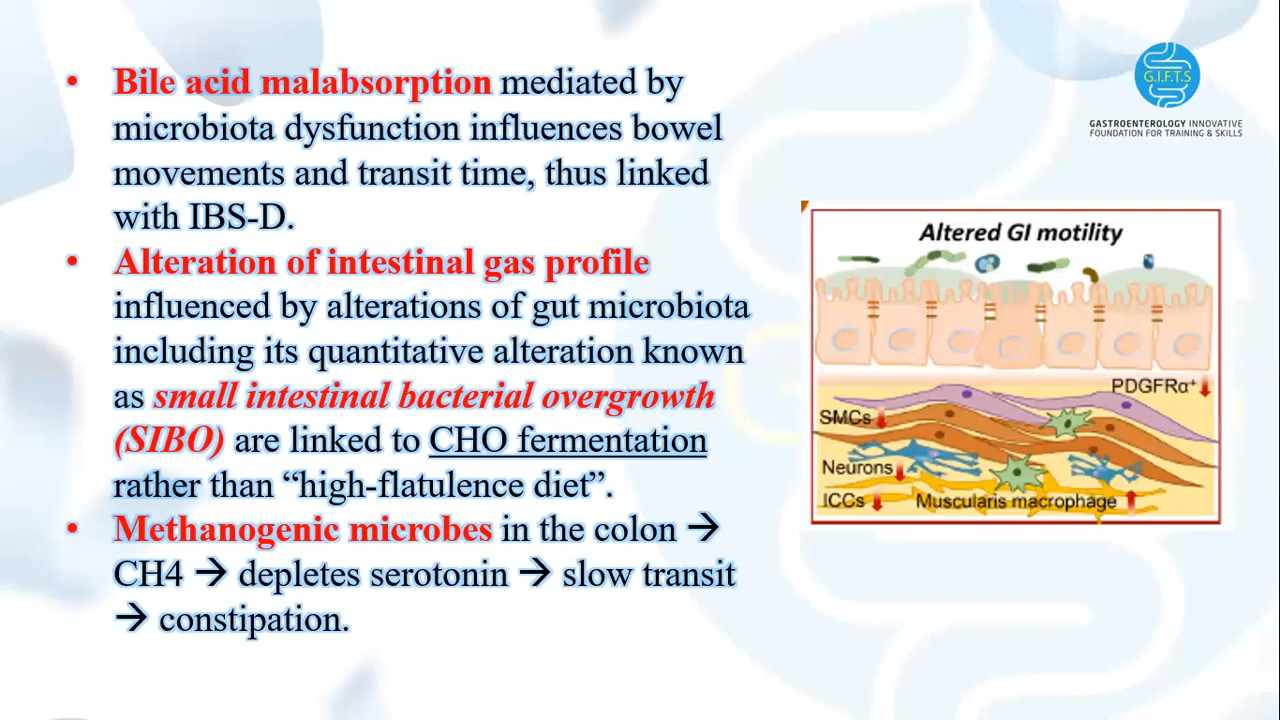 • Bile acid malabsorption mediated by
microbiota dysfunction influences bowel
movements and transit time, thus linked
with IBS-D.
• Alteration of intestinal gas profile
influenced by alterations of gut microbiota
including its quantitative alteration known
as small intestinal bacterial overgrowth
(SIBO) are linked to CHO fermentation
rather than “high-flatulence diet”.
• Methanogenic microbes in the colon →
CH4 → depletes serotonin → slow transit
→ constipation.
G.I.F.T.S
GASTROENTEROLOGY INNOVATIVE
FOUNDATION FOR TRAINING & SKILLS
Altered GI motility
PDGFRα⁺ ↓
SMCs ↓
Neurons ↓
ICCs ↓ Muscularis macrophage ↑